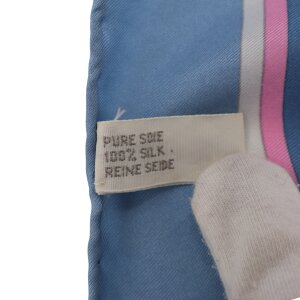 PURE SOIE
100% SILK.
REINE SEIDE